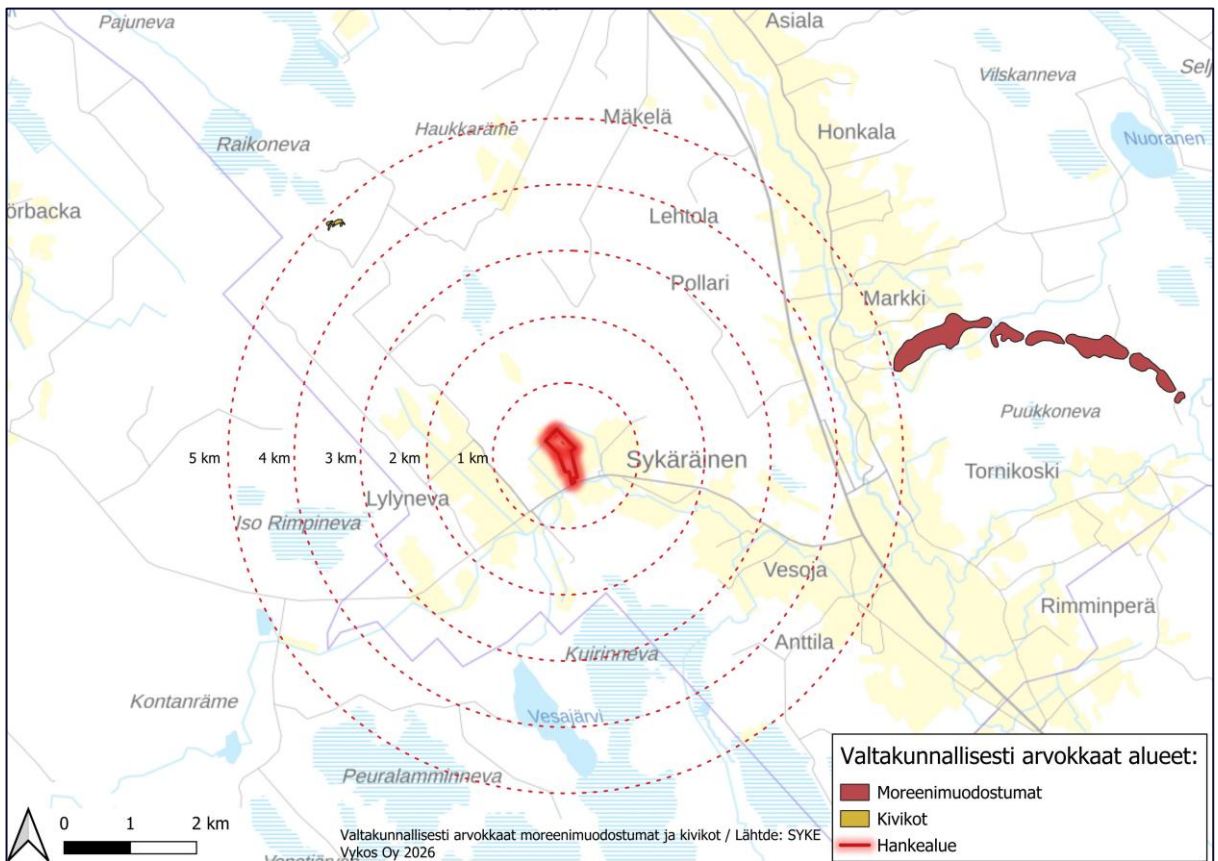 Pajuneva
Asiala
Vilskanneva
Selj
Mäkelä
Haukkaräme
Honkala
Nuoranen
Raikoneva
örbacka
Lehtola
Pollari
Markki
Puukkoneva
Sykäräinen
5 km 4 km 3 km 2 km 1 km
Tornikoski
Lylyneva
Iso Rimpineva
Vesoja
Rimminperä
Anttila
Kuirinneva
Kontanräme
Vesajärvi
Peuralamminneva
Valtakunnallisesti arvokkaat alueet:
Moreenimuodostumat
Kivikot
Hankealue
0 1 2 km
Valtakunnallisesti arvokkaat moreenimuodostumat ja kivikot / Lähtde: SYKE
Vykos Oy 2026